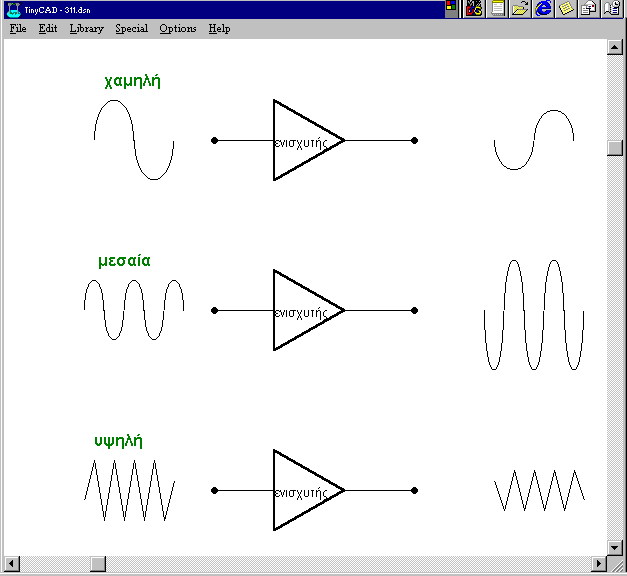 TinyCAD - 311.dsn
File Edit Library Special Options Help
χαμηλή
ενισχυτής
μεσαία
ενισχυτής
υψηλή
ενισχυτής